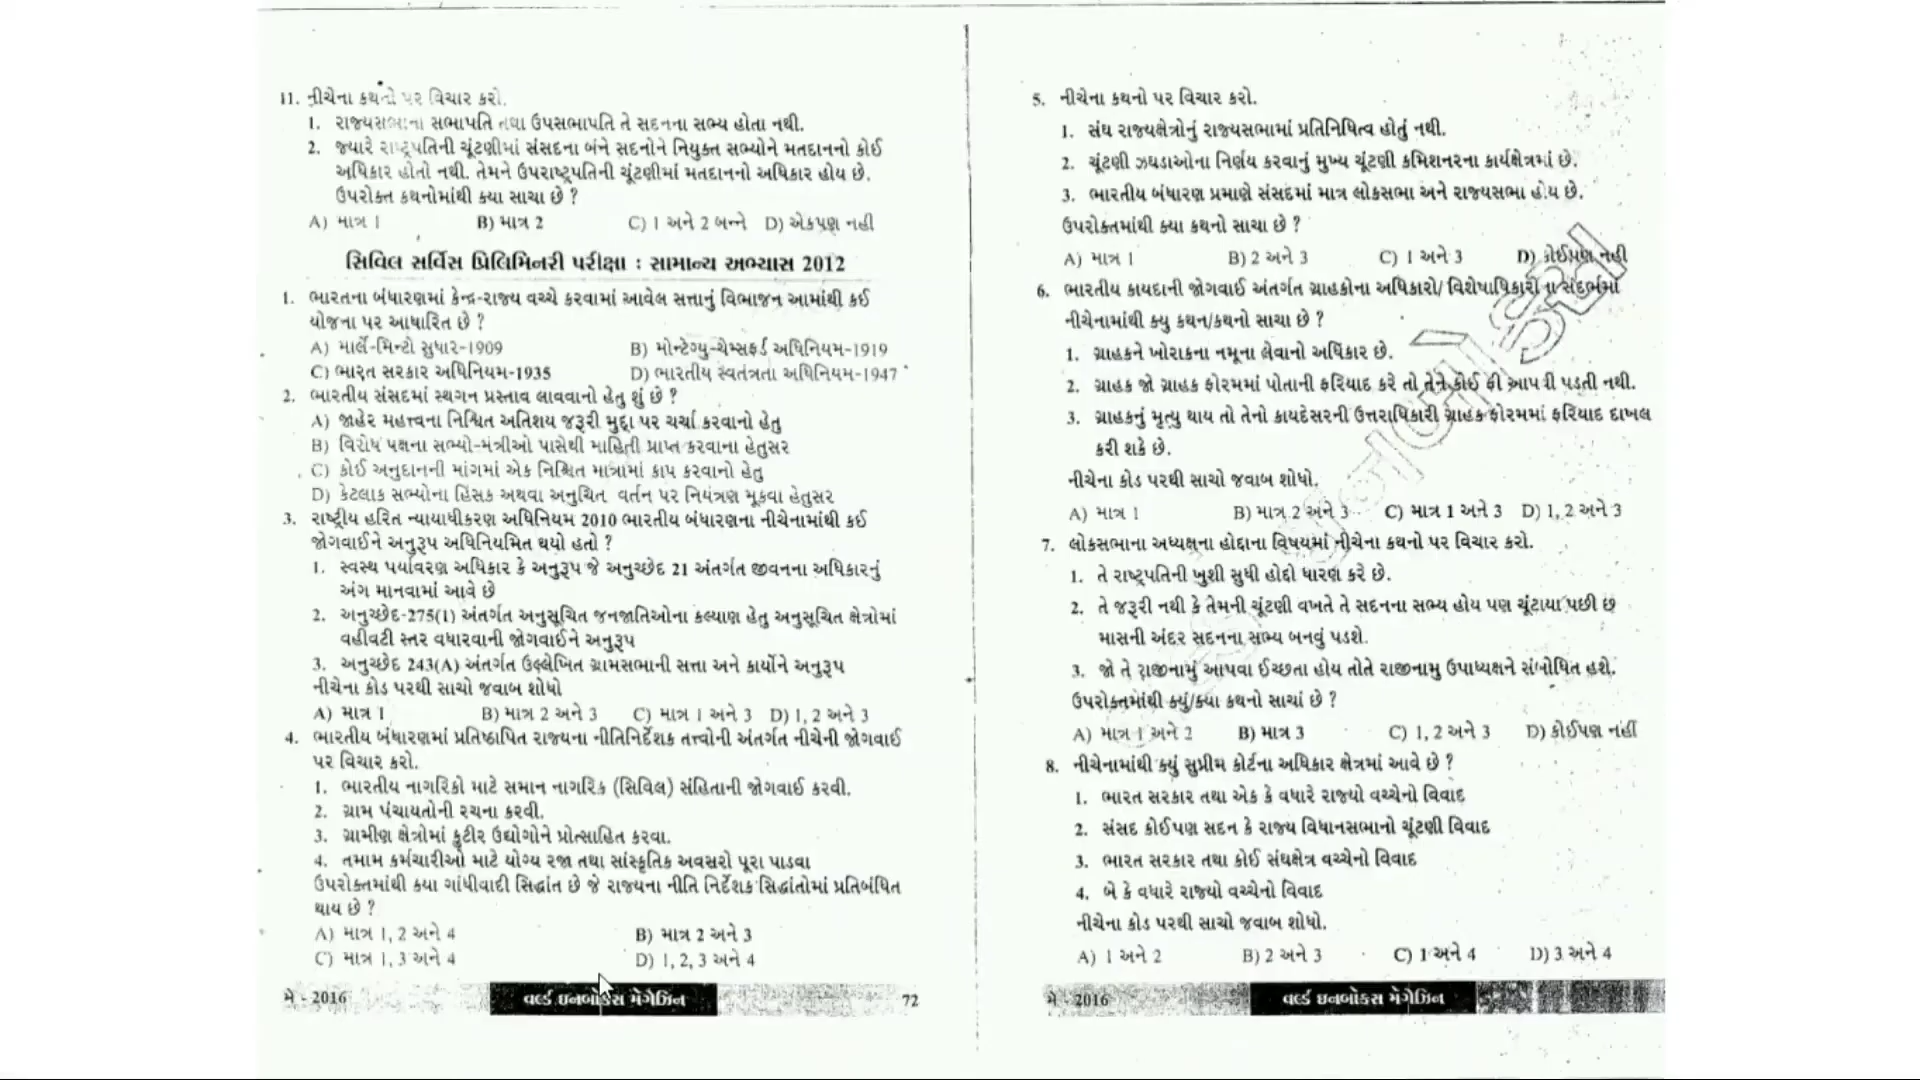 11. નીચેના કથનો પર વિચાર કરો.
1. રાજ્યસભાના સભાપતિ તથા ઉપસભાપતિ તે સદનના સભ્ય હોતા નથી.
2. જ્યારે રાષ્ટ્રપતિની ચૂંટણીમાં સંસદના બંને સદનોને નિયુક્ત સભ્યોને મતદાનનો કોઈ
અધિકાર હોતો નથી. તેમને ઉપરાષ્ટ્રપતિની ચૂંટણીમાં મતદાનનો અધિકાર હોય છે.
ઉપરોક્ત કથનોમાંથી ક્યા સાચા છે ?
A) માત્ર 1 B) માત્ર 2 C) 1 અને 2 બન્ને D) એકપણ નહી
સિવિલ સર્વિસ પ્રિલિમિનરી પરીક્ષા : સામાન્ય અભ્યાસ 2012
1. ભારતના બંધારણમાં કેન્દ્ર-રાજ્ય વચ્ચે કરવામાં આવેલ સત્તાનું વિભાજન આમાંથી કઈ
યોજના પર આધારિત છે ?
A) માર્લે-મિન્ટો સુધાર-1909 B) મોન્ટેગ્યુ-ચેમ્સફર્ડ અધિનિયમ-1919
C) ભારત સરકાર અધિનિયમ-1935 D) ભારતીય સ્વતંત્રતા અધિનિયમ-1947
2. ભારતીય સંસદમાં સ્થગન પ્રસ્તાવ લાવવાનો હેતુ શું છે ?
A) જાહેર મહત્ત્વના નિશ્ચિત અતિશય જરૂરી મુદ્દા પર ચર્ચા કરવાનો હેતુ
B) વિરોધ પક્ષના સભ્યો-મંત્રીઓ પાસેથી માહિતી પ્રાપ્ત કરવાના હેતુસર
C) કોઈ અનુદાનની માંગમાં એક નિશ્ચિત માત્રામાં કાપ કરવાનો હેતુ
D) કેટલાક સભ્યોના હિંસક અથવા અનુચિત વર્તન પર નિયંત્રણ મૂકવા હેતુસર
3. રાષ્ટ્રીય હરિત ન્યાયાધીકરણ અધિનિયમ 2010 ભારતીય બંધારણના નીચેનામાંથી કઈ
જોગવાઈને અનુરૂપ અધિનિયમિત થયો હતો ?
1. સ્વસ્થ પર્યાવરણ અધિકાર કે અનુરૂપ જે અનુચ્છેદ 21 અંતર્ગત જીવનના અધિકારનું
અંગ માનવામાં આવે છે
2. અનુચ્છેદ-275(1) અંતર્ગત અનુસૂચિત જનજાતિઓના કલ્યાણ હેતુ અનુસૂચિત ક્ષેત્રોમાં
વહીવટી સ્તર વધારવાની જોગવાઈને અનુરૂપ
3. અનુચ્છેદ 243(A) અંતર્ગત ઉલ્લેખિત ગ્રામસભાની સત્તા અને કાર્યોને અનુરૂપ
નીચેના કોડ પરથી સાચો જવાબ શોધો
A) માત્ર 1 B) માત્ર 2 અને 3 C) માત્ર 1 અને 3 D) 1, 2 અને 3
4. ભારતીય બંધારણમાં પ્રતિષ્ઠાપિત રાજ્યના નીતિનિર્દેશક તત્ત્વોની અંતર્ગત નીચેની જોગવાઈ
પર વિચાર કરો.
1. ભારતીય નાગરિકો માટે સમાન નાગરિક (સિવિલ) સંહિતાની જોગવાઈ કરવી.
2. ગ્રામ પંચાયતોની રચના કરવી.
3. ગ્રામીણ ક્ષેત્રોમાં કુટીર ઉદ્યોગોને પ્રોત્સાહિત કરવા.
4. તમામ કર્મચારીઓ માટે યોગ્ય રજા તથા સાંસ્કૃતિક અવસરો પૂરા પાડવા
ઉપરોક્તમાંથી કયા ગાંધીવાદી સિદ્ધાંત છે જે રાજ્યના નીતિ નિર્દેશક સિદ્ધાંતોમાં પ્રતિબંધિત
થાય છે ?
A) માત્ર 1, 2 અને 4 B) માત્ર 2 અને 3
C) માત્ર 1, 3 અને 4 D) 1, 2, 3 અને 4
મે - 2016 વર્લ્ડ ઇનબોક્સ મેગેઝિન 72
5. નીચેના કથનો પર વિચાર કરો.
1. સંઘ રાજ્યક્ષેત્રોનું રાજ્યસભામાં પ્રતિનિધિત્વ હોતું નથી.
2. ચૂંટણી ઝઘડાઓના નિર્ણય કરવાનું મુખ્ય ચૂંટણી કમિશનરના કાર્યક્ષેત્રમાં છે.
3. ભારતીય બંધારણ પ્રમાણે સંસદમાં માત્ર લોકસભા અને રાજ્યસભા હોય છે.
ઉપરોક્તમાંથી ક્યા કથનો સાચા છે ?
A) માત્ર 1 B) 2 અને 3 C) 1 અને 3 D) કોઈપણ નહી
6. ભારતીય કાયદાની જોગવાઈ અંતર્ગત ગ્રાહકોના અધિકારો/ વિશેષાધિકારોના સંદર્ભમાં
નીચેનામાંથી ક્યુ કથન/કથનો સાચા છે ?
1. ગ્રાહકને ખોરાકના નમૂના લેવાનો અધિકાર છે.
2. ગ્રાહક જો ગ્રાહક ફોરમમાં પોતાની ફરિયાદ કરે તો તેને કોઈ ફી આપવી પડતી નથી.
3. ગ્રાહકનું મૃત્યુ થાય તો તેનો કાયદેસરની ઉત્તરાધિકારી ગ્રાહક ફોરમમાં ફરિયાદ દાખલ
કરી શકે છે.
નીચેના કોડ પરથી સાચો જવાબ શોધો.
A) માત્ર 1 B) માત્ર 2 અને 3 C) માત્ર 1 અને 3 D) 1, 2 અને 3
7. લોકસભાના અધ્યક્ષના હોદ્દાના વિષયમાં નીચેના કથનો પર વિચાર કરો.
1. તે રાષ્ટ્રપતિની ખુશી સુધી હોદ્દો ધારણ કરે છે.
2. તે જરૂરી નથી કે તેમની ચૂંટણી વખતે તે સદનના સભ્ય હોય પણ ચૂંટાયા પછી છ
માસની અંદર સદનના સભ્ય બનવું પડશે.
3. જો તે રાજીનામું આપવા ઈચ્છતા હોય તોતે રાજીનામુ ઉપાધ્યક્ષને સંબોધિત હશે.
ઉપરોક્તમાંથી ક્યું/ક્યા કથનો સાચાં છે ?
A) માત્ર 1 અને 2 B) માત્ર 3 C) 1, 2 અને 3 D) કોઈપણ નહીં
8. નીચેનામાંથી ક્યું સુપ્રીમ કોર્ટના અધિકાર ક્ષેત્રમાં આવે છે ?
1. ભારત સરકાર તથા એક કે વધારે રાજ્યો વચ્ચેનો વિવાદ
2. સંસદ કોઈપણ સદન કે રાજ્ય વિધાનસભાનો ચૂંટણી વિવાદ
3. ભારત સરકાર તથા કોઈ સંઘક્ષેત્ર વચ્ચેનો વિવાદ
4. બે કે વધારે રાજ્યો વચ્ચેનો વિવાદ
નીચેના કોડ પરથી સાચો જવાબ શોધો.
A) 1 અને 2 B) 2 અને 3 C) 1 અને 4 D) 3 અને 4
મે - 2016 વર્લ્ડ ઇનબોક્સ મેગેઝિન